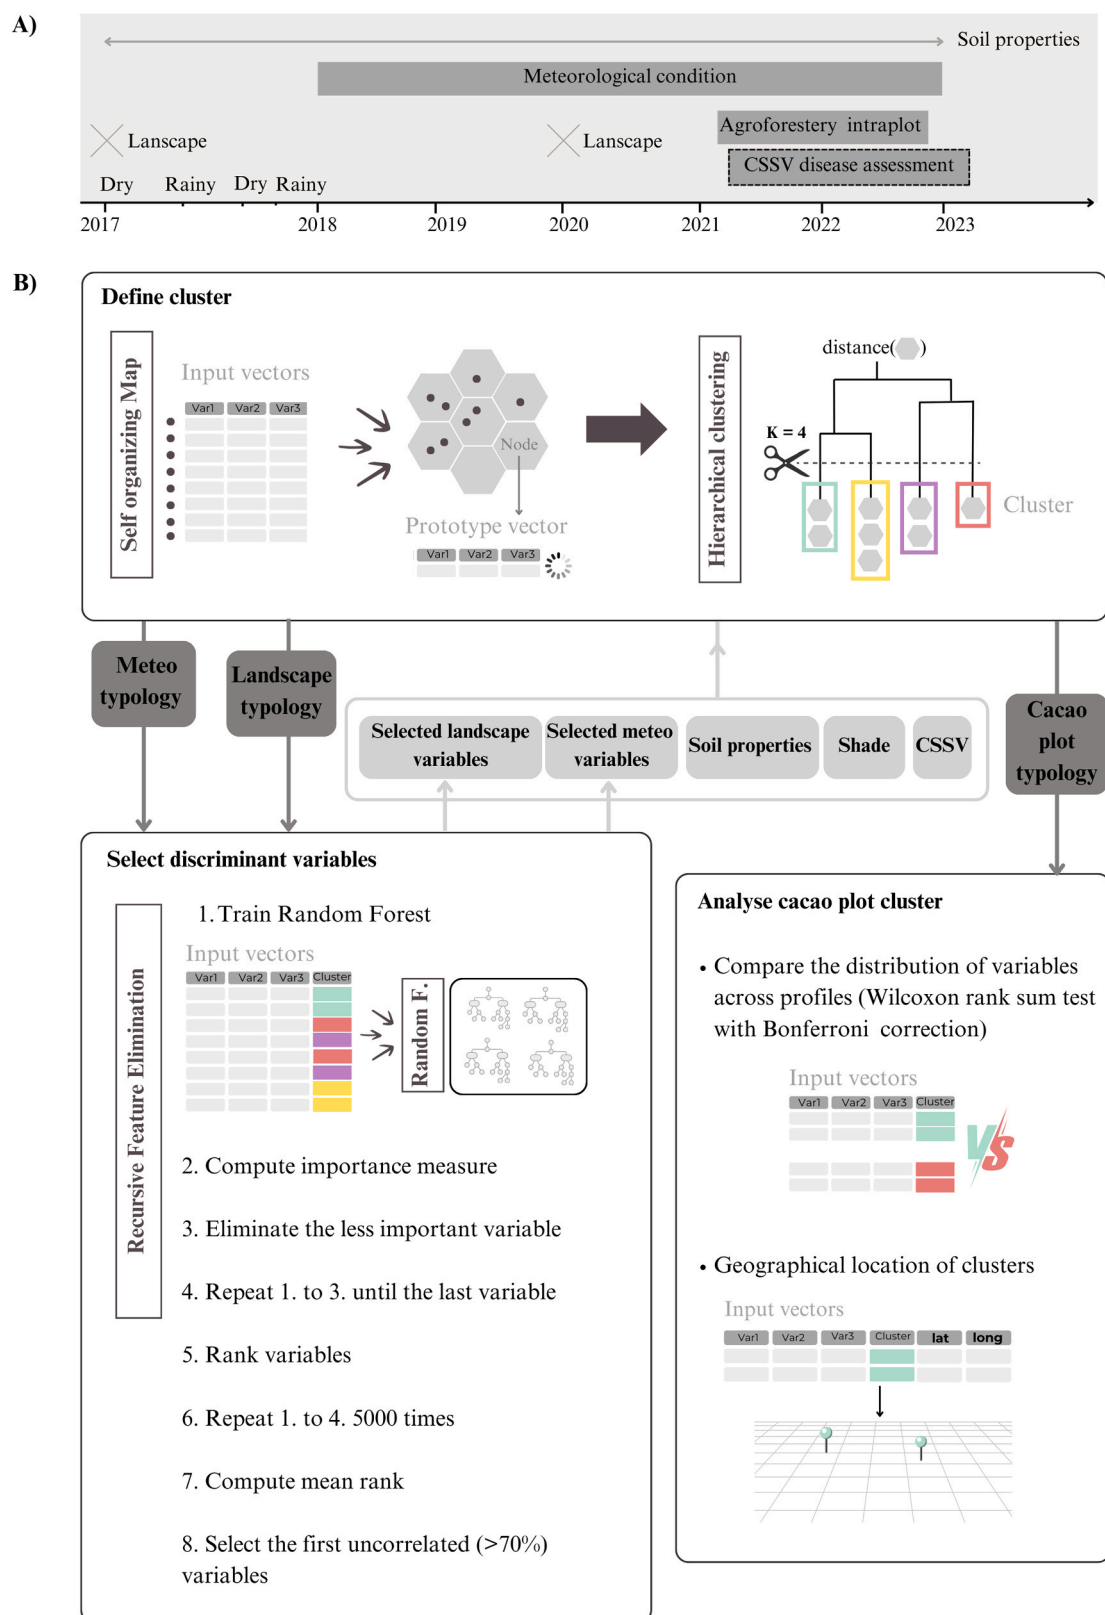 A)
Soil properties
Meteorological condition
Agroforestery intraplot
Lanscape
Lanscape
CSSV disease assessment
Dry
Rainy
Dry
Rainy
2017
2018
2019
2020
2021
2022
2023
B)
Define cluster
Self organizing Map
Input vectors
Var1 Var2 Var3
Node
Prototype vector
Var1 Var2 Var3
Hierarchical clustering
distance( )
K = 4
Cluster
Meteo
typology
Landscape
typology
Selected landscape
variables
Selected meteo
variables
Soil properties
Shade
CSSV
Cacao
plot
typology
Select discriminant variables
Recursive Feature Elimination
1. Train Random Forest
Input vectors
Var1 Var2 Var3 Cluster
Random F.
2. Compute importance measure
3. Eliminate the less important variable
4. Repeat 1. to 3. until the last variable
5. Rank variables
6. Repeat 1. to 4. 5000 times
7. Compute mean rank
8. Select the first uncorrelated (>70%)
variables
Analyse cacao plot cluster
• Compare the distribution of variables
across profiles (Wilcoxon rank sum test
with Bonferroni correction)
Input vectors
Var1 Var2 Var3 Cluster
VS
• Geographical location of clusters
Input vectors
Var1 Var2 Var3 Cluster lat long